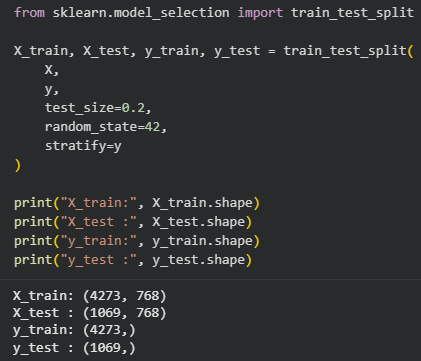 from sklearn.model_selection import train_test_split
X_train, X_test, y_train, y_test = train_test_split(
    X,
    y,
    test_size=0.2,
    random_state=42,
    stratify=y
)
print("X_train:", X_train.shape)
print("X_test :", X_test.shape)
print("y_train:", y_train.shape)
print("y_test :", y_test.shape)
X_train: (4273, 768)
X_test : (1069, 768)
y_train: (4273,)
y_test : (1069,)